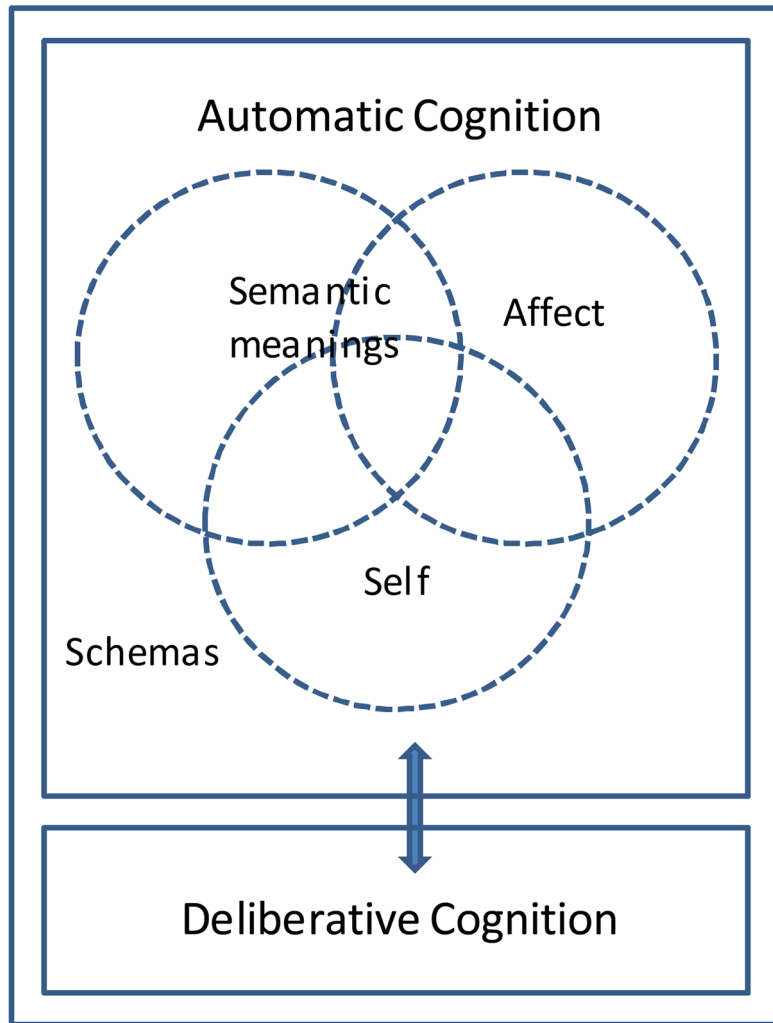 Automatic Cognition
Semantic
meanings
Affect
Self
Schemas
Deliberative Cognition